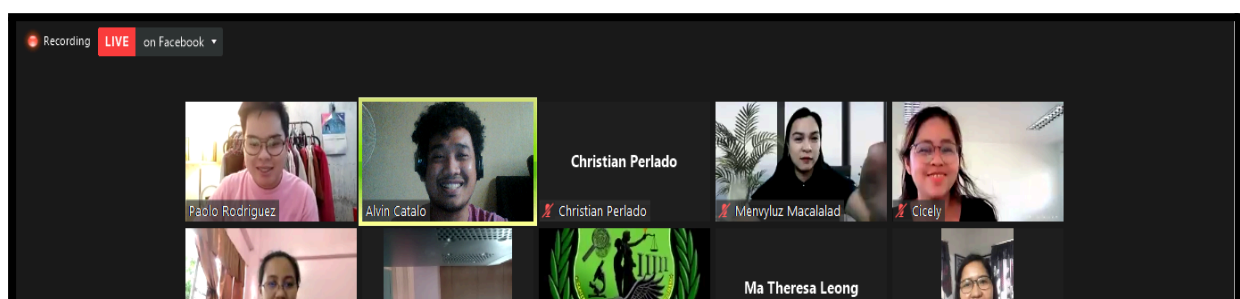 Recording LIVE on Facebook
Christian Perlado
Paolo Rodriguez Alvin Catalo Christian Perlado Menvyluz Macalalad Cicely
Ma Theresa Leong